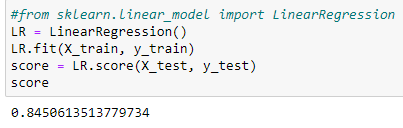 #from sklearn.linear_model import LinearRegression
LR = LinearRegression()
LR.fit(X_train, y_train)
score = LR.score(X_test, y_test)
score
0.8450613513779734